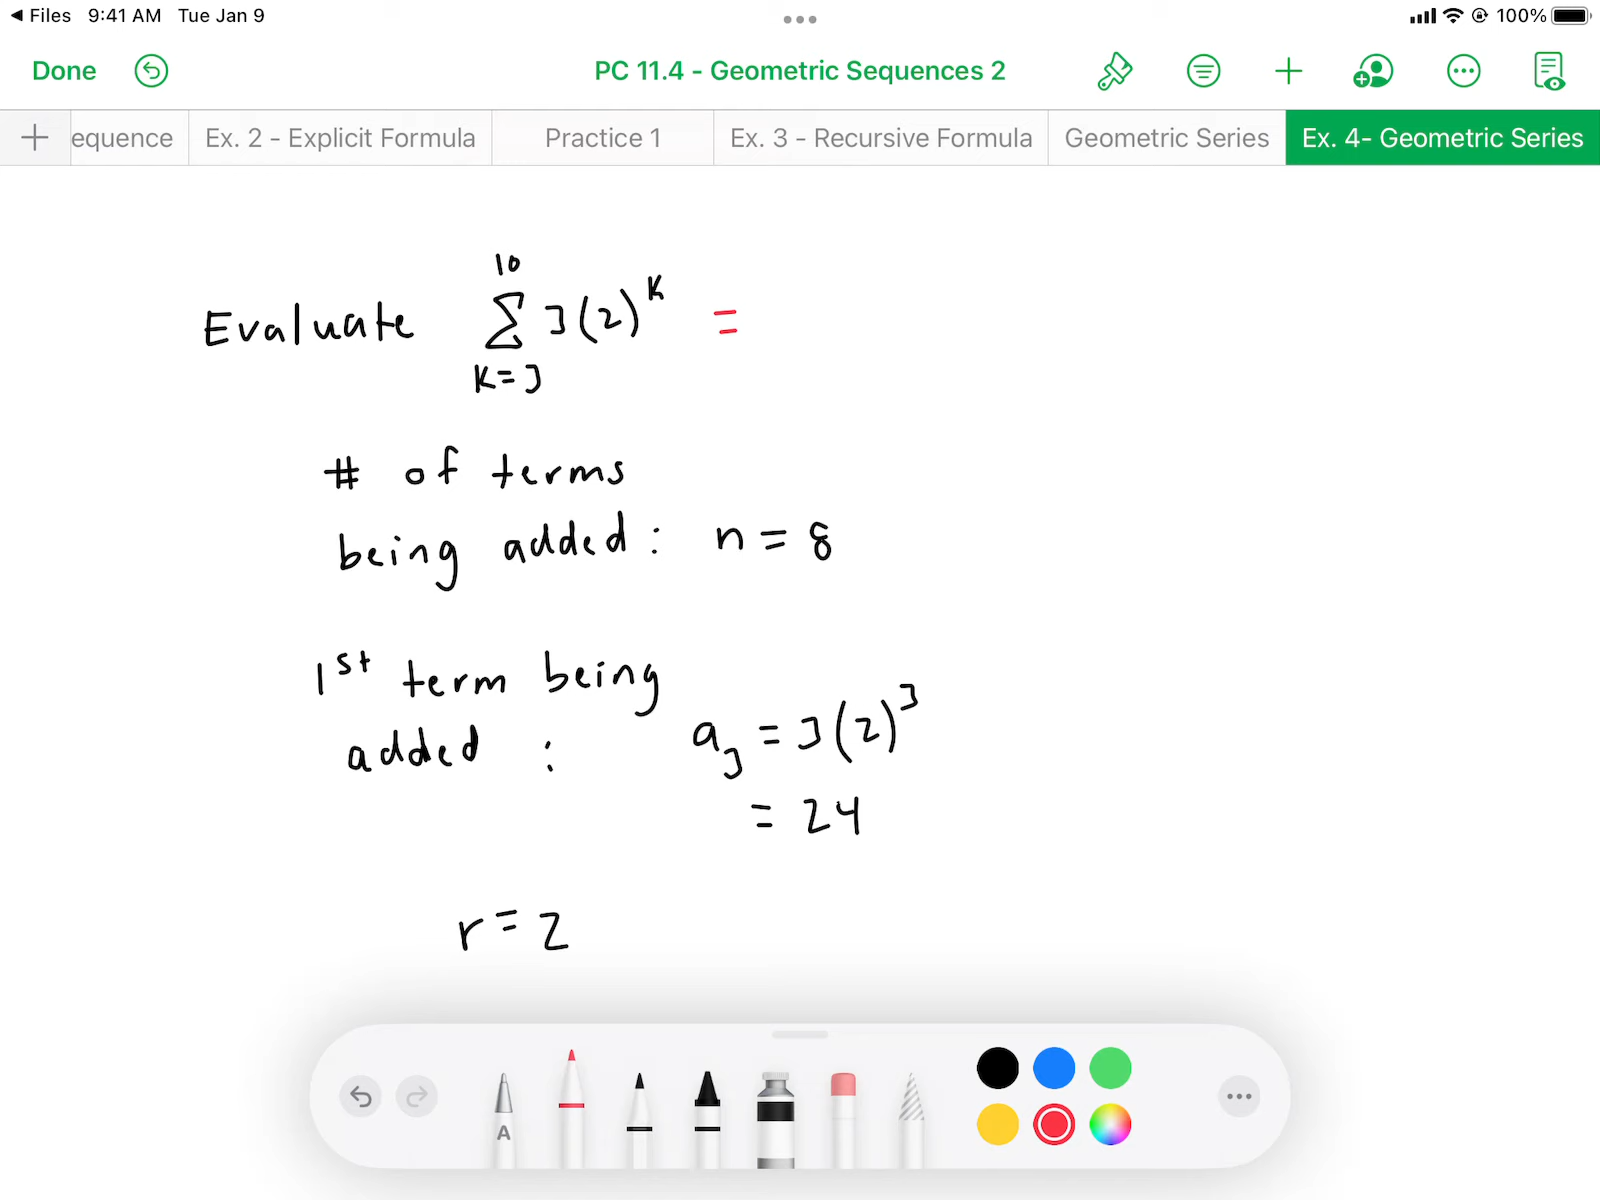 ◀ Files 9:41 AM Tue Jan 9 100%
Done PC 11.4 - Geometric Sequences 2
equence Ex. 2 - Explicit Formula Practice 1 Ex. 3 - Recursive Formula Geometric Series Ex. 4- Geometric Series
10
Evaluate Σ 3(2)^k =
k=3
# of terms
being added: n = 8
1st term being
added : a₃ = 3(2)³
= 24
r = 2
A